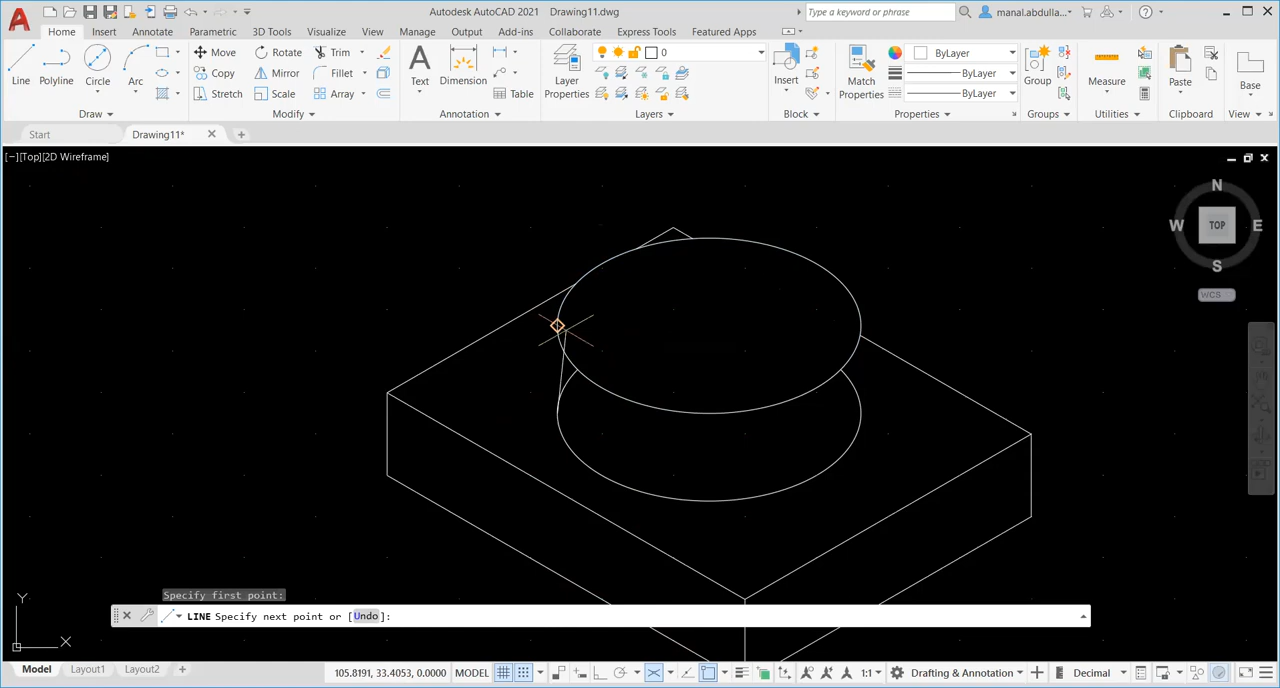 Autodesk AutoCAD 2021 Drawing11.dwg
Type a keyword or phrase
manal.abdulla...
Home Insert Annotate Parametric 3D Tools Visualize View Manage Output Add-ins Collaborate Express Tools Featured Apps
Line Polyline Circle Arc
Move Rotate Trim
Copy Mirror Fillet
Stretch Scale Array
Text Dimension
Table
Layer Properties
0
Insert
Match Properties
ByLayer
ByLayer
ByLayer
Group
Measure
Paste
Base
Draw Modify Annotation Layers Block Properties Groups Utilities Clipboard View
Start Drawing11*
[−][Top][2D Wireframe]
N
W TOP E
S
WCS
Y
X
Specify first point:
LINE Specify next point or [Undo]:
Model Layout1 Layout2
105.8191, 33.4053, 0.0000 MODEL 1:1 Drafting & Annotation Decimal